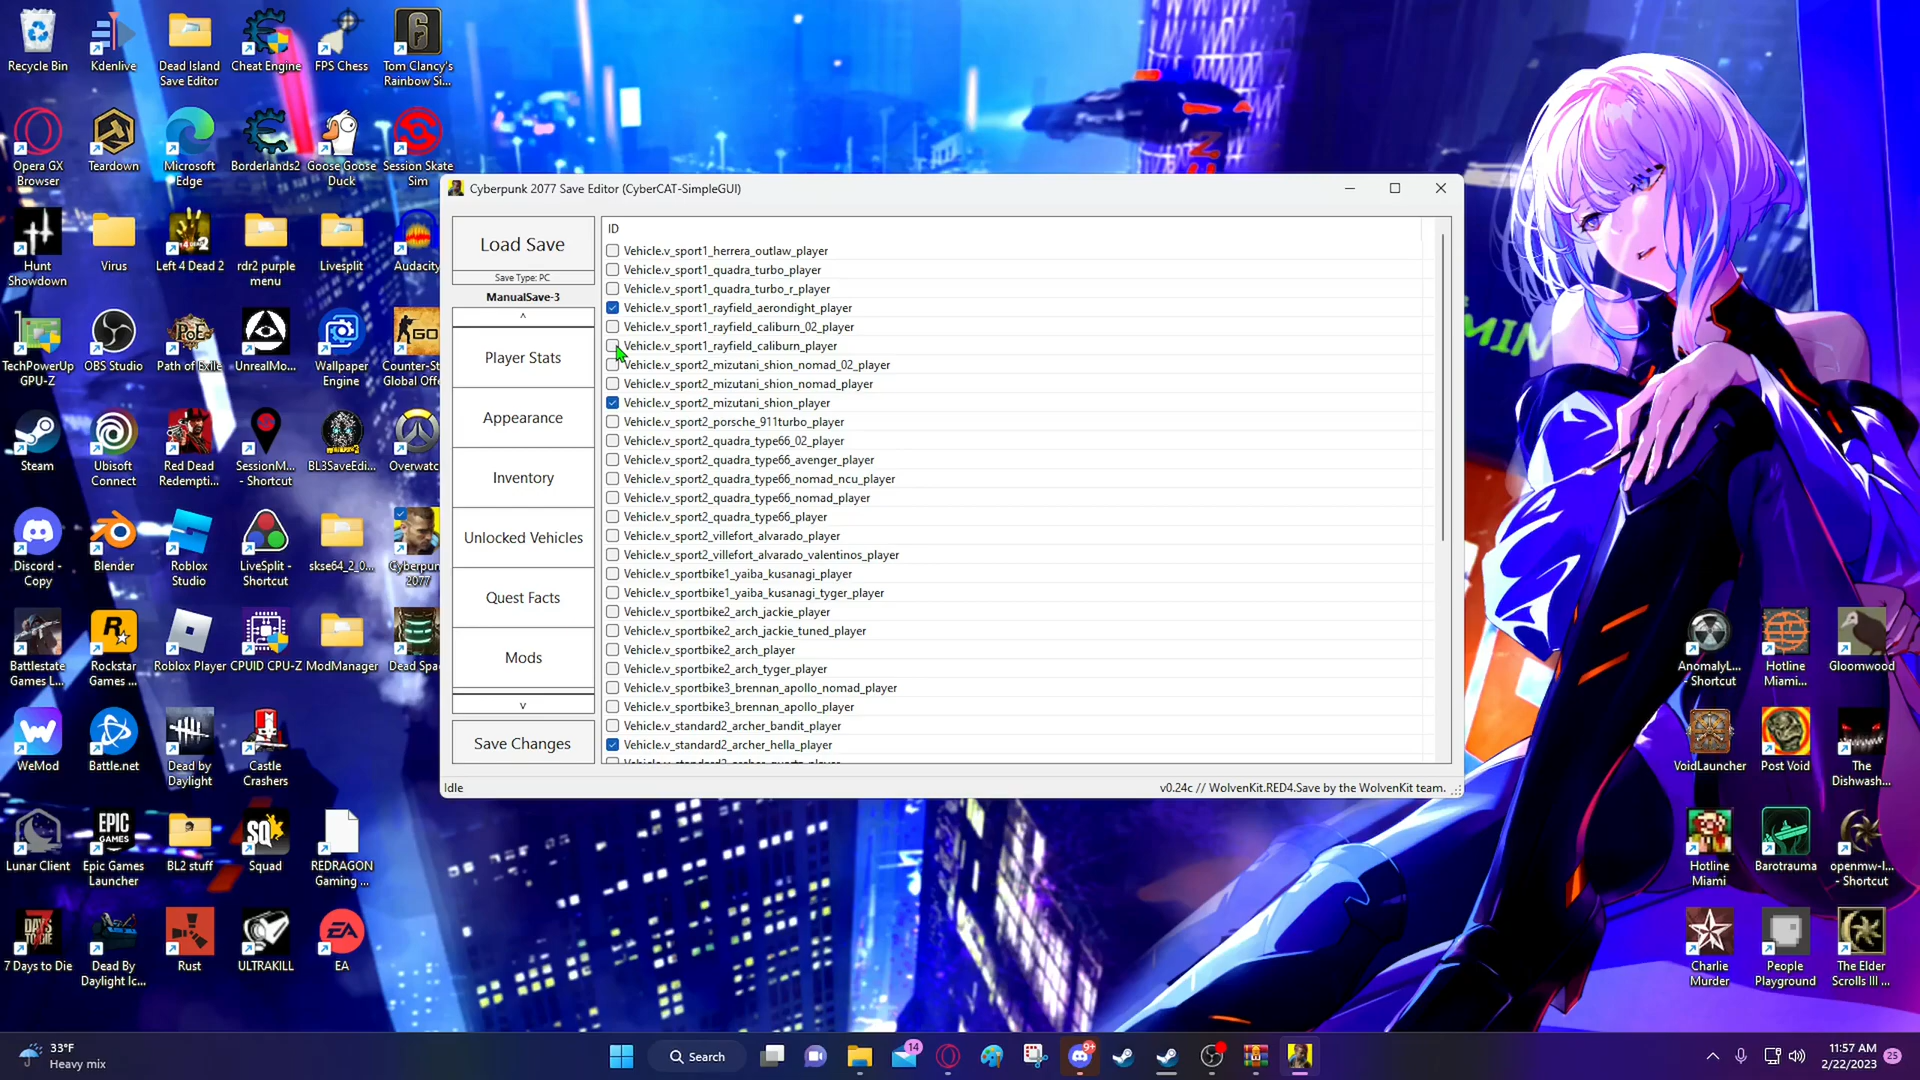 Recycle Bin
Kdenlive
Dead Island
Save Editor
Cheat Engine
FPS Chess
Tom Clancy's
Rainbow Si...
Opera GX
Browser
Teardown
Microsoft
Edge
Borderlands2
Goose Goose
Duck
Session Skate
Sim
Hunt
Showdown
Virus
Left 4 Dead 2
rdr2 purple
menu
Livesplit
Audacity
TechPowerUp
GPU-Z
OBS Studio
Path of Exile
UnrealMo...
Wallpaper
Engine
Counter-St
Global Offe
Steam
Ubisoft
Connect
Red Dead
Redempti...
SessionM...
- Shortcut
BL3SaveEdi...
Overwatc
Discord -
Copy
Blender
Roblox
Studio
LiveSplit -
Shortcut
skse64_2_0...
Cyberpun
2077
Battlestate
Games L...
Rockstar
Games ...
Roblox Player
CPUID CPU-Z
ModManager
Dead Spa
WeMod
Battle.net
Dead by
Daylight
Castle
Crashers
Lunar Client
Epic Games
Launcher
BL2 stuff
Squad
REDRAGON
Gaming ...
7 Days to Die
Dead By
Daylight Ic...
Rust
ULTRAKILL
EA
Cyberpunk 2077 Save Editor (CyberCAT-SimpleGUI)
Load Save
Save Type: PC
ManualSave-3
^
Player Stats
Appearance
Inventory
Unlocked Vehicles
Quest Facts
Mods
v
Save Changes
ID
Vehicle.v_sport1_herrera_outlaw_player
Vehicle.v_sport1_quadra_turbo_player
Vehicle.v_sport1_quadra_turbo_r_player
Vehicle.v_sport1_rayfield_aerondight_player
Vehicle.v_sport1_rayfield_caliburn_02_player
Vehicle.v_sport1_rayfield_caliburn_player
Vehicle.v_sport2_mizutani_shion_nomad_02_player
Vehicle.v_sport2_mizutani_shion_nomad_player
Vehicle.v_sport2_mizutani_shion_player
Vehicle.v_sport2_porsche_911turbo_player
Vehicle.v_sport2_quadra_type66_02_player
Vehicle.v_sport2_quadra_type66_avenger_player
Vehicle.v_sport2_quadra_type66_nomad_ncu_player
Vehicle.v_sport2_quadra_type66_nomad_player
Vehicle.v_sport2_quadra_type66_player
Vehicle.v_sport2_villefort_alvarado_player
Vehicle.v_sport2_villefort_alvarado_valentinos_player
Vehicle.v_sportbike1_yaiba_kusanagi_player
Vehicle.v_sportbike1_yaiba_kusanagi_tyger_player
Vehicle.v_sportbike2_arch_jackie_player
Vehicle.v_sportbike2_arch_jackie_tuned_player
Vehicle.v_sportbike2_arch_player
Vehicle.v_sportbike2_arch_tyger_player
Vehicle.v_sportbike3_brennan_apollo_nomad_player
Vehicle.v_sportbike3_brennan_apollo_player
Vehicle.v_standard2_archer_bandit_player
Vehicle.v_standard2_archer_hella_player
Vehicle.v_standard2_archer_quartz_player
Idle
v0.24c // WolvenKit.RED4.Save by the WolvenKit team.
AnomalyL...
- Shortcut
Hotline
Miami...
Gloomwood
VoidLauncher
Post Void
The
Dishwash...
Hotline
Miami
Barotrauma
openmw-l...
- Shortcut
Charlie
Murder
People
Playground
The Elder
Scrolls III ...
33°F
Heavy mix
Search
14
9+
11:57 AM
2/22/2023
25